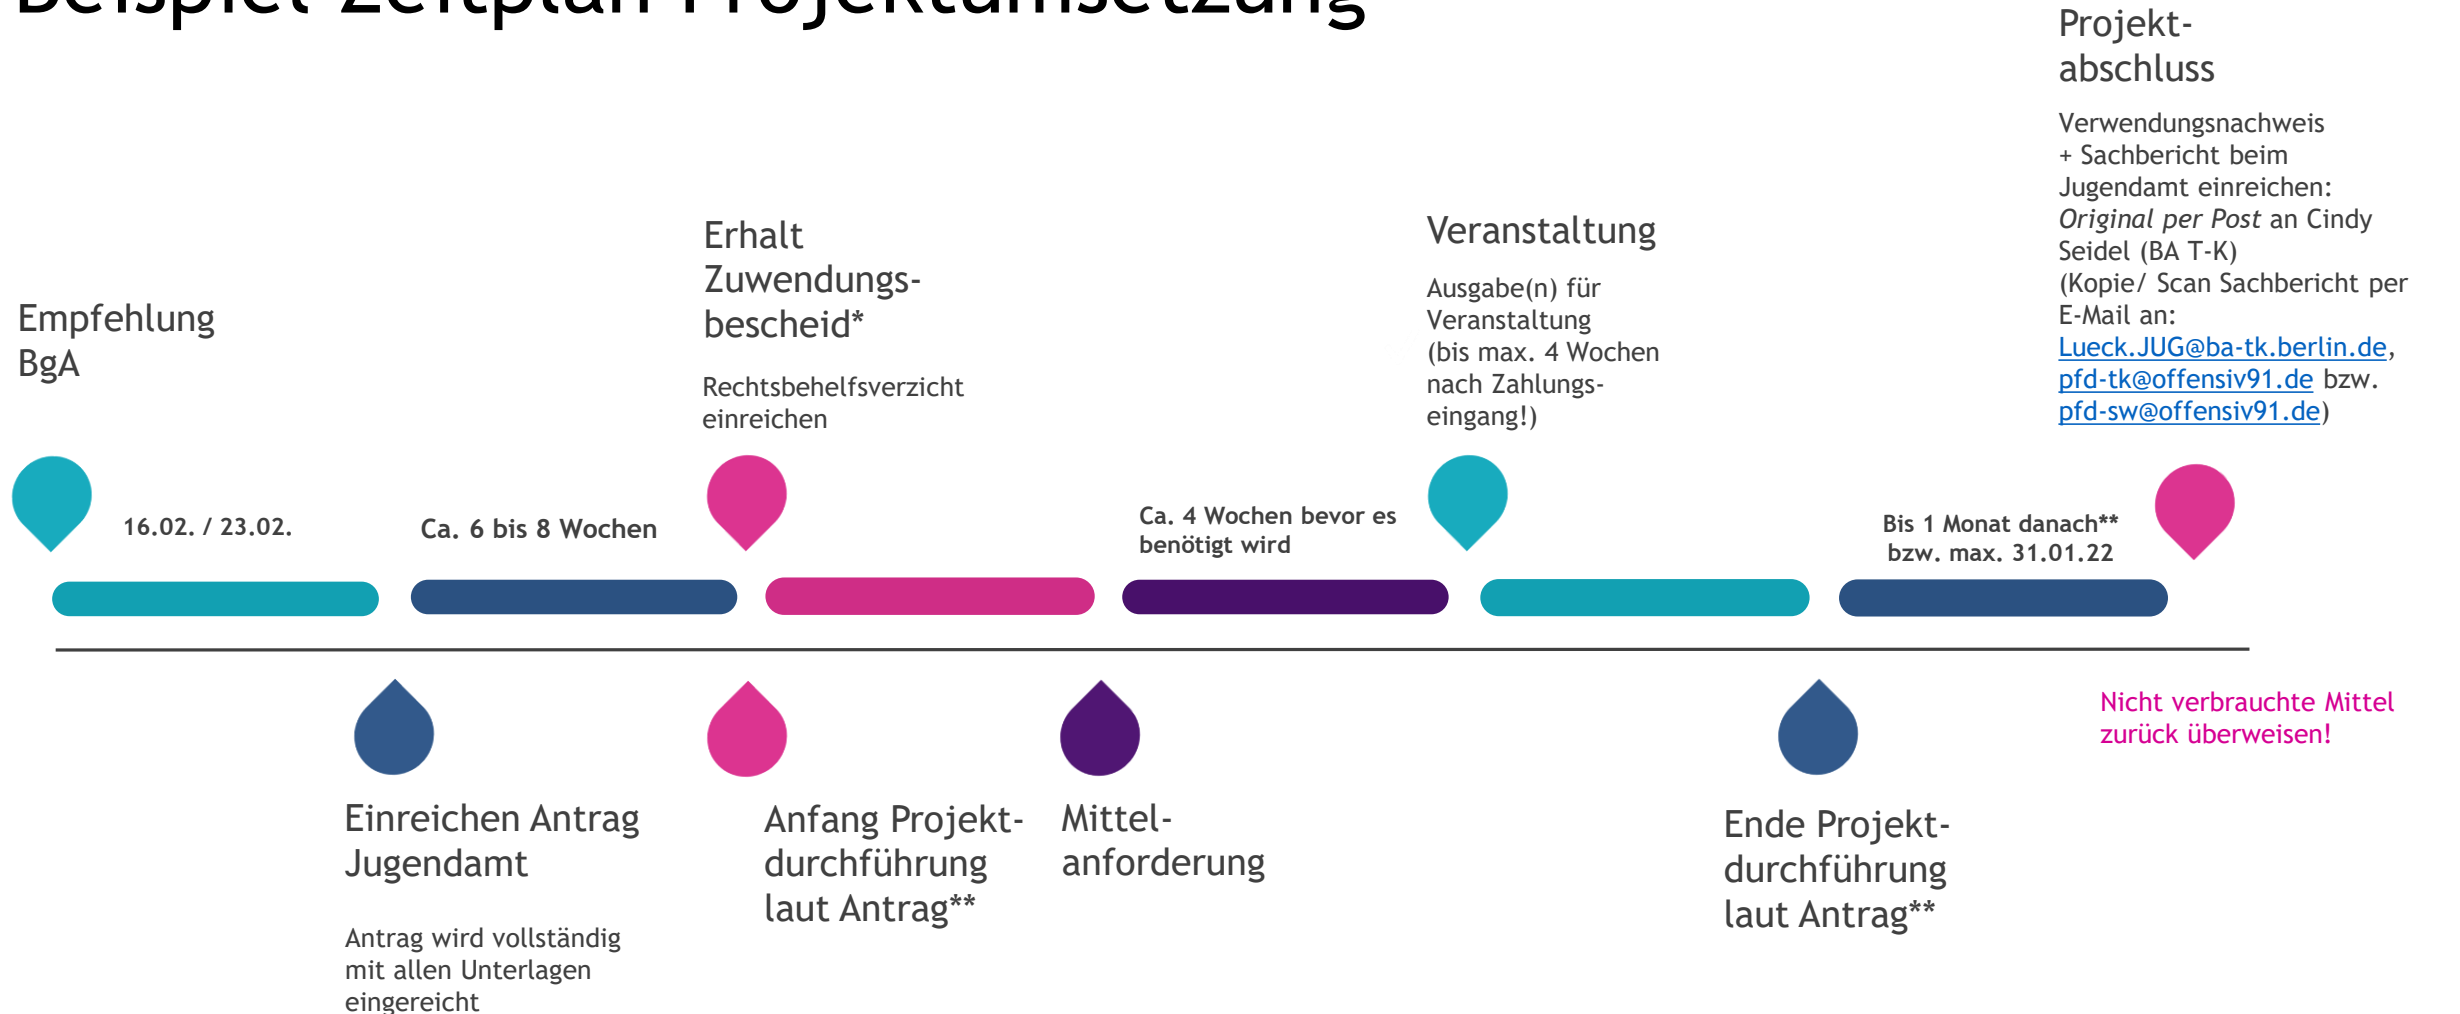 Beispiel Zeitplan Projektumsetzung
Empfehlung
BgA
16.02. / 23.02.
Einreichen Antrag
Jugendamt
Antrag wird vollständig
mit allen Unterlagen
eingereicht
Ca. 6 bis 8 Wochen
Erhalt
Zuwendungs-
bescheid*
Rechtsbehelfsverzicht
einreichen
Anfang Projekt-
durchführung
laut Antrag**
Mittel-
anforderung
Ca. 4 Wochen bevor es
benötigt wird
Veranstaltung
Ausgabe(n) für
Veranstaltung
(bis max. 4 Wochen
nach Zahlungs-
eingang!)
Ende Projekt-
durchführung
laut Antrag**
Bis 1 Monat danach**
bzw. max. 31.01.22
Projekt-
abschluss
Verwendungsnachweis
+ Sachbericht beim
Jugendamt einreichen:
Original per Post an Cindy
Seidel (BA T-K)
(Kopie/ Scan Sachbericht per
E-Mail an:
Lueck.JUG@ba-tk.berlin.de,
pfd-tk@offensiv91.de bzw.
pfd-sw@offensiv91.de)
Nicht verbrauchte Mittel
zurück überweisen!